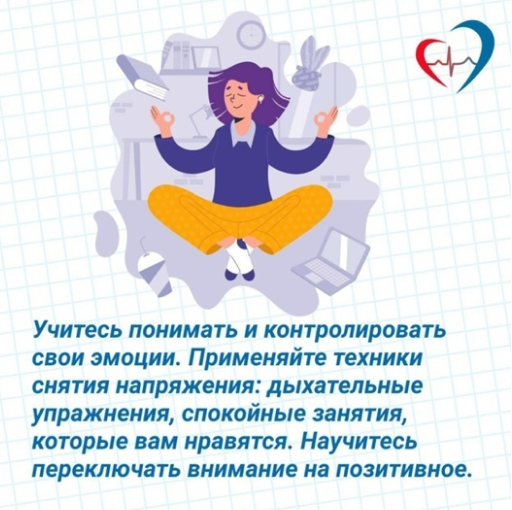 Учитесь понимать и контролировать
свои эмоции. Применяйте техники
снятия напряжения: дыхательные
упражнения, спокойные занятия,
которые вам нравятся. Научитесь
переключать внимание на позитивное.